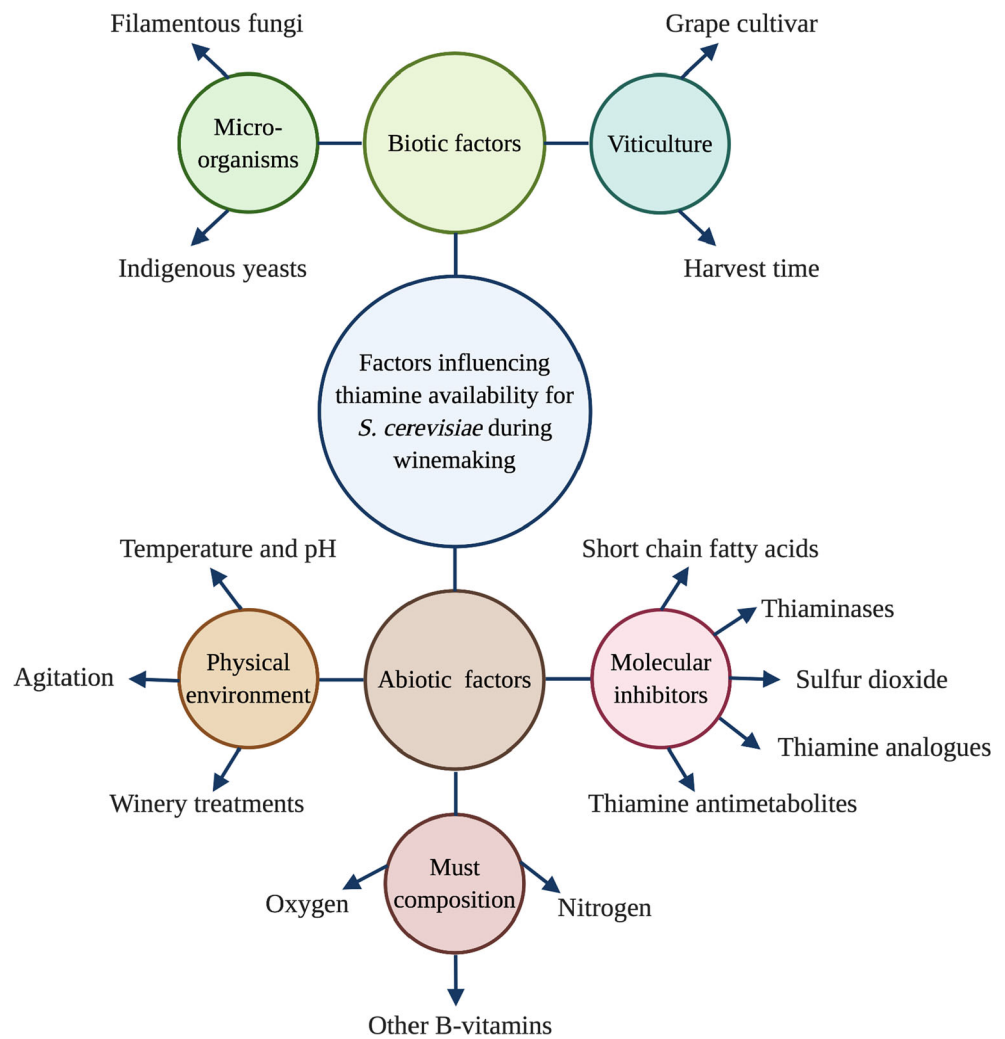 Filamentous fungi
Grape cultivar
Micro-
organisms
Biotic factors
Viticulture
Indigenous yeasts
Harvest time
Factors influencing
thiamine availability for
S. cerevisiae during
winemaking
Temperature and pH
Short chain fatty acids
Thiaminases
Agitation
Physical
environment
Abiotic factors
Molecular
inhibitors
Sulfur dioxide
Thiamine analogues
Winery treatments
Thiamine antimetabolites
Must
composition
Oxygen
Nitrogen
Other B-vitamins